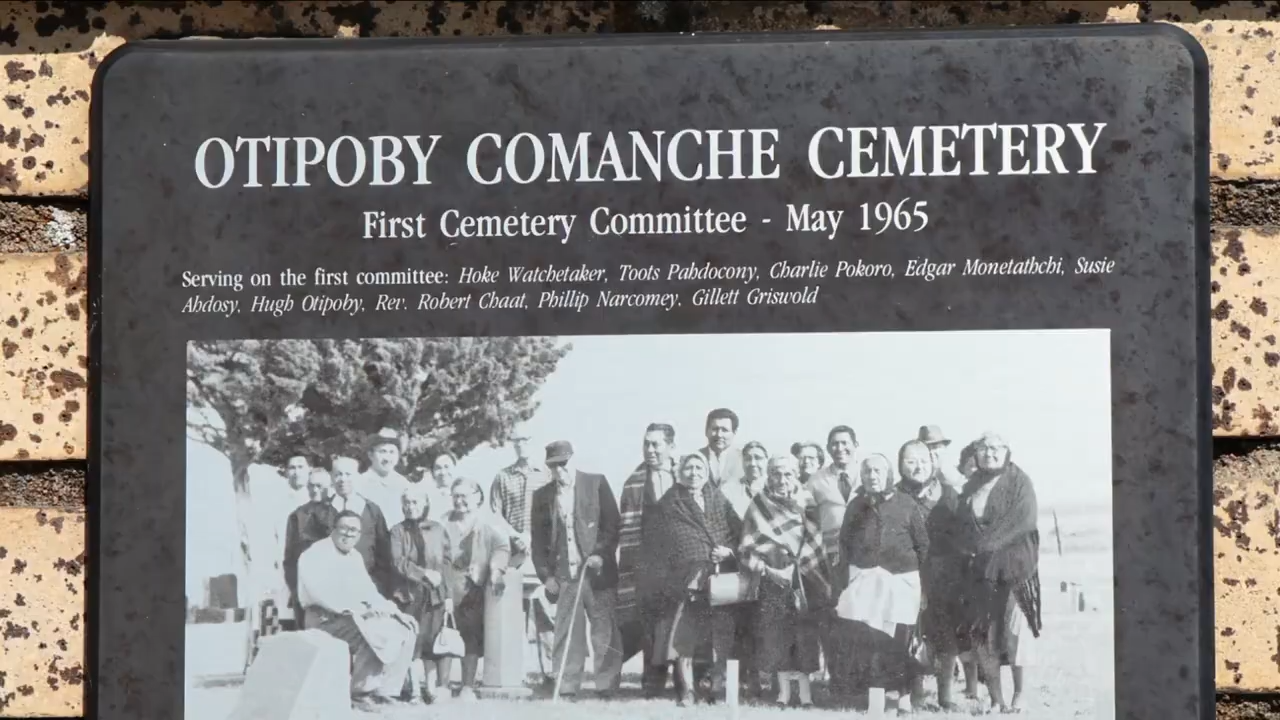 OTIPOBY COMANCHE CEMETERY
First Cemetery Committee - May 1965
Serving on the first committee: Hoke Watchetaker, Toots Pahdocony, Charlie Pokoro, Edgar Monetathchi, Susie
Ahdosy, Hugh Otipoby, Rev. Robert Chaat, Phillip Narcomey, Gillett Griswold